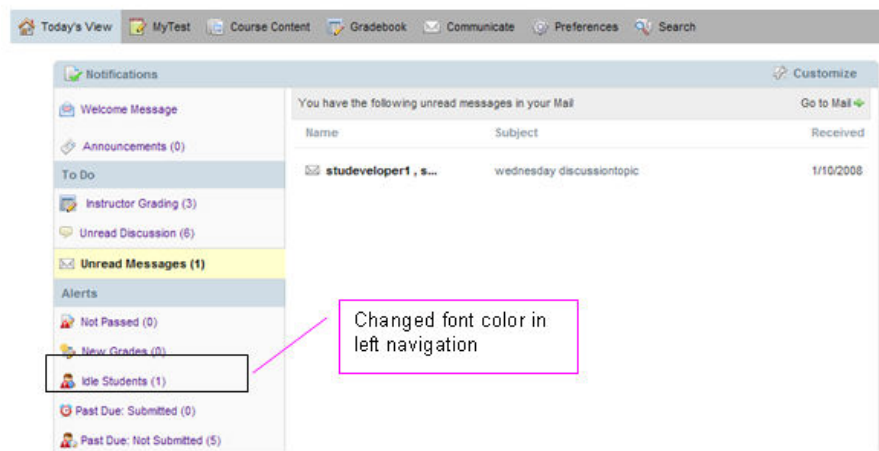 Today's View MyTest Course Content Gradebook Communicate Preferences Search
Notifications
Customize
Welcome Message
Announcements (0)
To Do
Instructor Grading (3)
Unread Discussion (6)
Unread Messages (1)
Alerts
Not Passed (0)
New Grades (0)
Idle Students (1)
Past Due: Submitted (0)
Past Due: Not Submitted (5)
You have the following unread messages in your Mail
Go to Mail
Name Subject Received
studeveloper1 , s... wednesday discussiontopic 1/10/2008
Changed font color in
left navigation